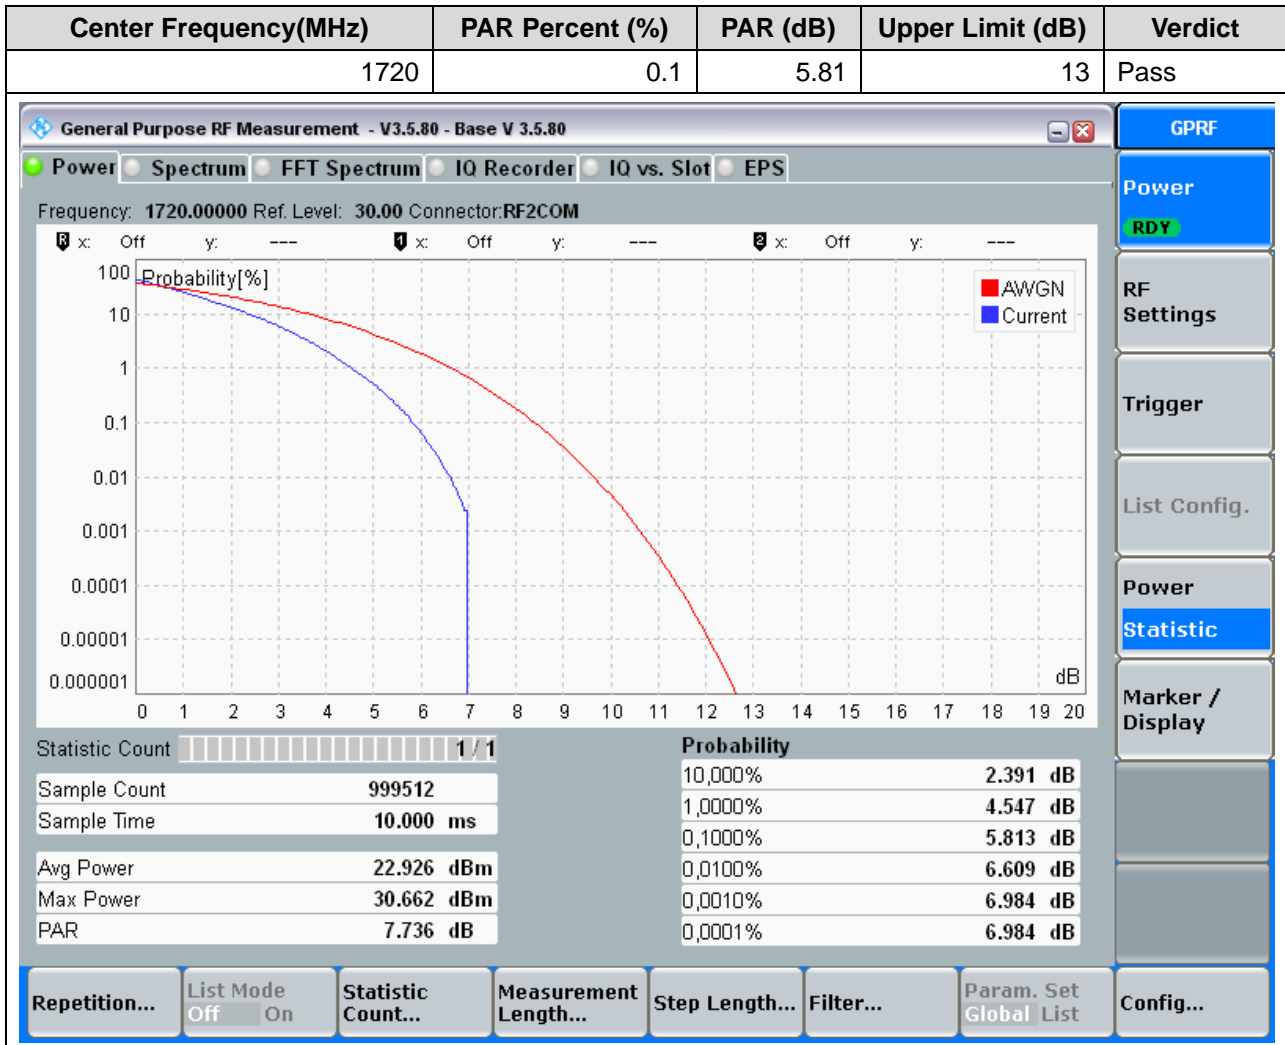 Center Frequency(MHz) PAR Percent (%) PAR (dB) Upper Limit (dB) Verdict
1720 0.1 5.81 13 Pass
General Purpose RF Measurement - V3.5.80 - Base V 3.5.80
GPRF
Power Spectrum FFT Spectrum IQ Recorder IQ vs. Slot EPS
Power
RDY
Frequency: 1720.00000 Ref. Level: 30.00 Connector:RF2COM
R x: Off y: --- 1 x: Off y: --- 2 x: Off y: ---
Probability[%]
AWGN
Current
100
10
1
0.1
0.01
0.001
0.0001
0.00001
0.000001
dB
0 1 2 3 4 5 6 7 8 9 10 11 12 13 14 15 16 17 18 19 20
RF
Settings
Trigger
List Config.
Power
Statistic
Marker /
Display
Statistic Count 1 / 1
Sample Count 999512
Sample Time 10.000 ms
Avg Power 22.926 dBm
Max Power 30.662 dBm
PAR 7.736 dB
Probability
10,000% 2.391 dB
1,0000% 4.547 dB
0,1000% 5.813 dB
0,0100% 6.609 dB
0,0010% 6.984 dB
0,0001% 6.984 dB
Repetition...
List Mode
Off On
Statistic
Count...
Measurement
Length...
Step Length...
Filter...
Param. Set
Global List
Config...